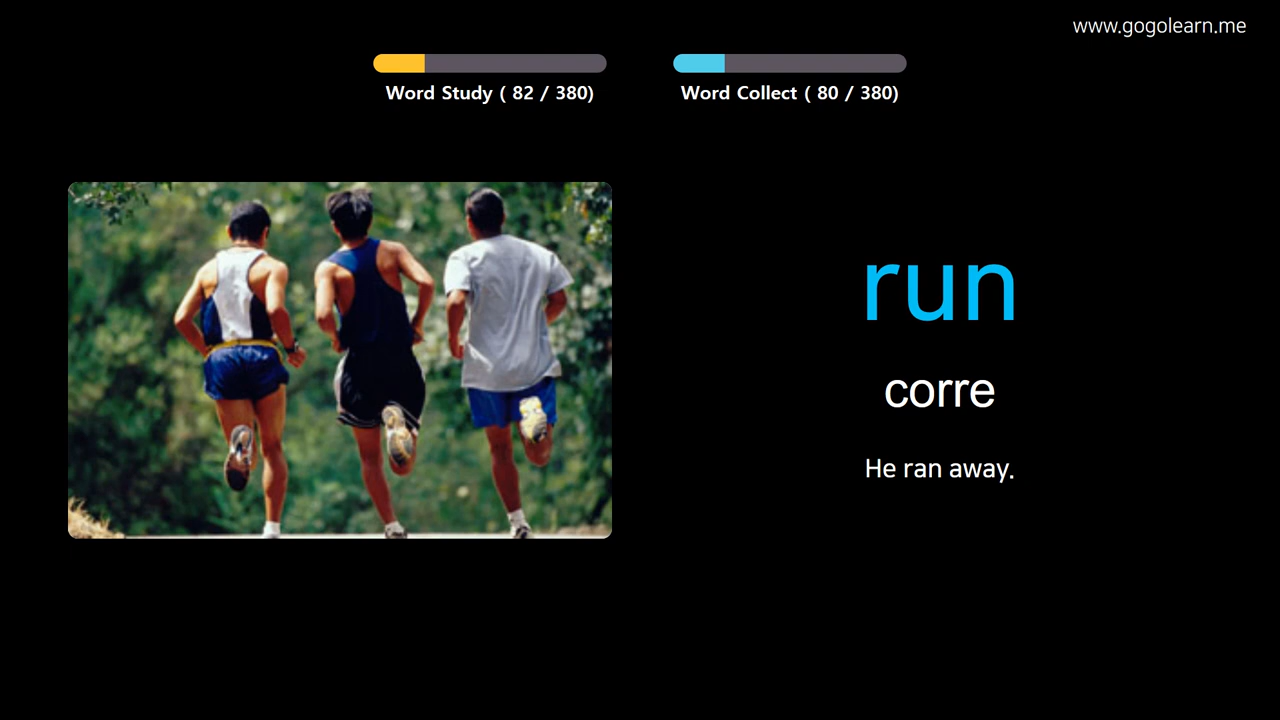 www.gogolearn.me
Word Study ( 82 / 380)
Word Collect ( 80 / 380)
run
corre
He ran away.